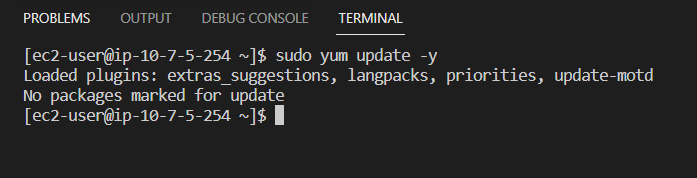 PROBLEMS OUTPUT DEBUG CONSOLE TERMINAL
[ec2-user@ip-10-7-5-254 ~]$ sudo yum update -y
Loaded plugins: extras_suggestions, langpacks, priorities, update-motd
No packages marked for update
[ec2-user@ip-10-7-5-254 ~]$